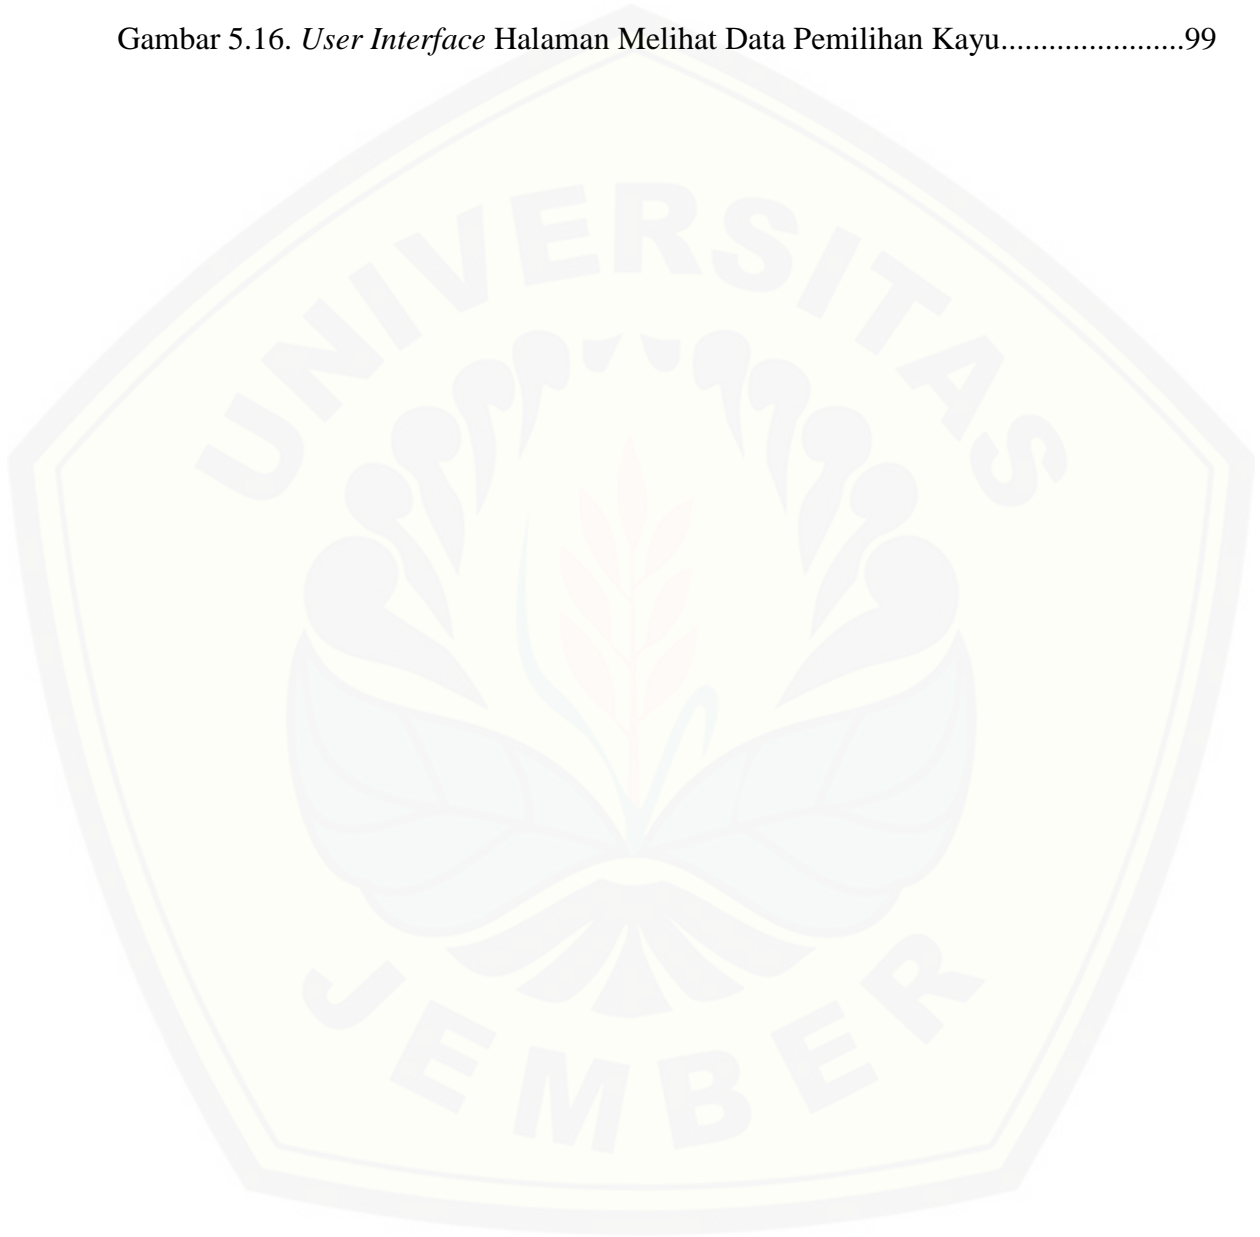 Gambar 5.16. User Interface Halaman Melihat Data Pemilihan Kayu.......................99
UNIVERSITAS
JEMBER